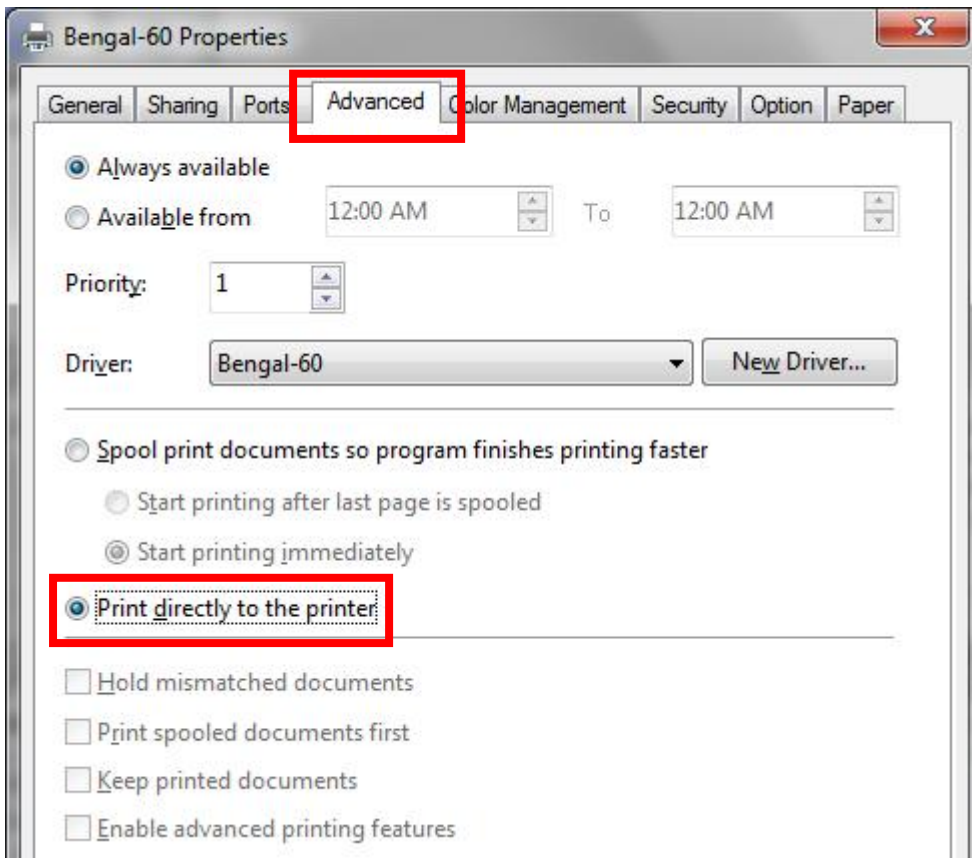 Bengal-60 Properties
General Sharing Ports Advanced Color Management Security Option Paper
Always available
Available from 12:00 AM To 12:00 AM
Priority: 1
Driver: Bengal-60 New Driver...
Spool print documents so program finishes printing faster
Start printing after last page is spooled
Start printing immediately
Print directly to the printer
Hold mismatched documents
Print spooled documents first
Keep printed documents
Enable advanced printing features